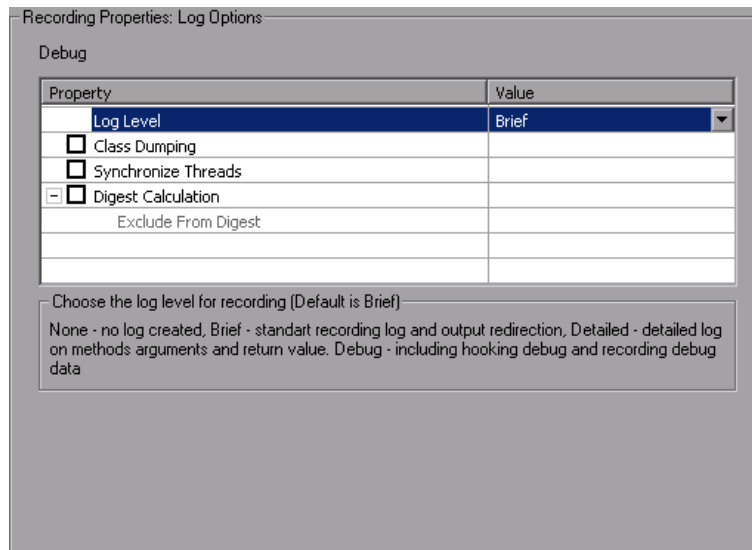 Recording Properties: Log Options
Debug
Property Value
Log Level Brief
Class Dumping
Synchronize Threads
Digest Calculation
Exclude From Digest
Choose the log level for recording (Default is Brief)
None - no log created, Brief - standart recording log and output redirection, Detailed - detailed log
on methods arguments and return value. Debug - including hooking debug and recording debug
data